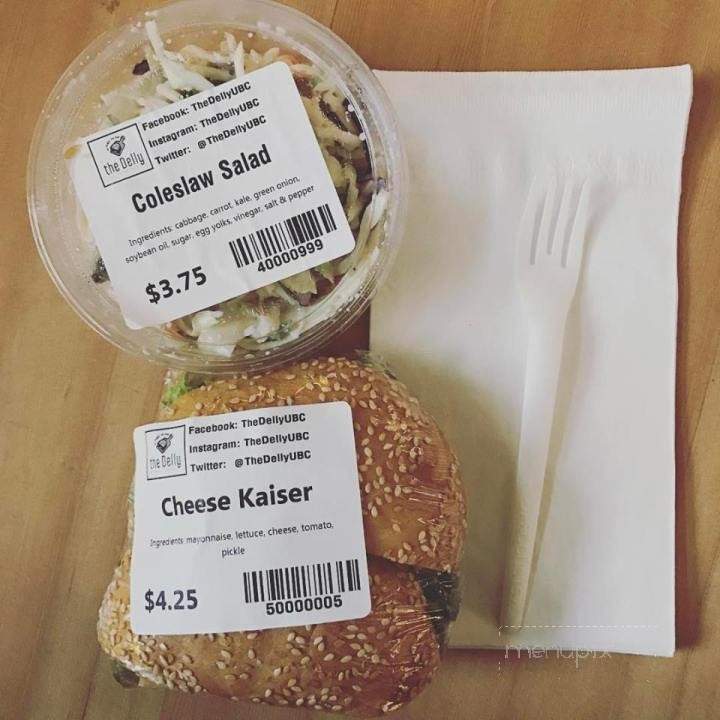 Facebook: TheDellyUBC
Instagram: TheDellyUBC
Twitter: @TheDellyUBC
the Delly
Coleslaw Salad
Ingredients: cabbage, carrot, kale, green onion,
soybean oil, sugar, egg yolks, vinegar, salt & pepper
$3.75
40000999
Facebook: TheDellyUBC
Instagram: TheDellyUBC
Twitter: @TheDellyUBC
the Delly
Cheese Kaiser
Ingredients: mayonnaise, lettuce, cheese, tomato,
pickle
$4.25
50000005
menupix